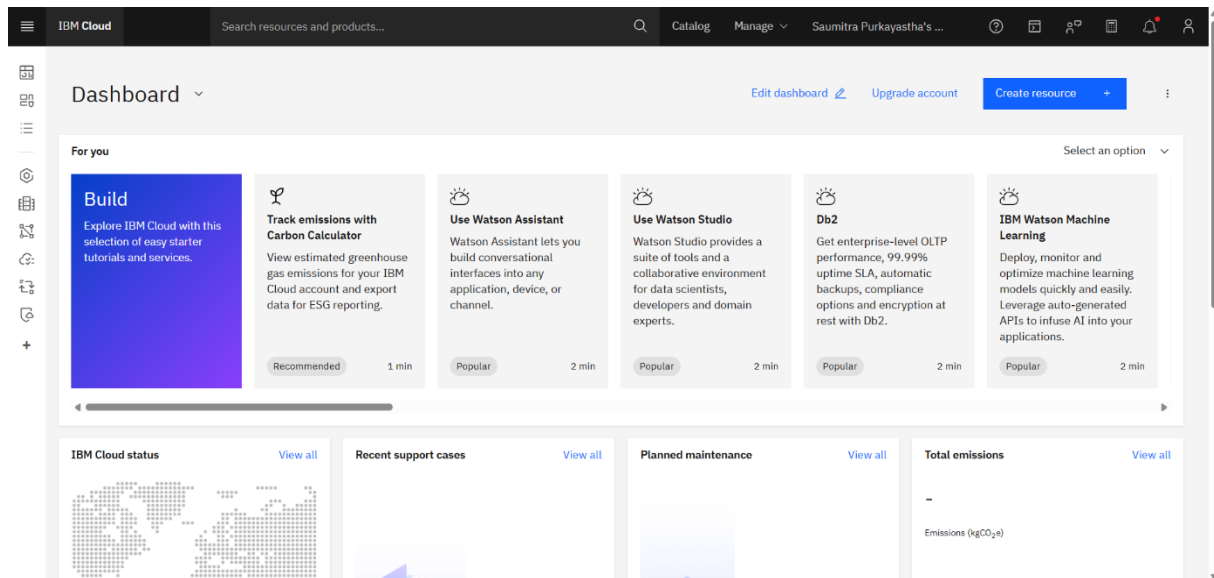 IBM Cloud
Search resources and products...
Catalog
Manage
Saumitra Purkayastha's ...
Dashboard
Edit dashboard
Upgrade account
Create resource +
For you
Select an option
Build
Explore IBM Cloud with this
selection of easy starter
tutorials and services.
Track emissions with
Carbon Calculator
View estimated greenhouse
gas emissions for your IBM
Cloud account and export
data for ESG reporting.
Recommended
1 min
Use Watson Assistant
Watson Assistant lets you
build conversational
interfaces into any
application, device, or
channel.
Popular
2 min
Use Watson Studio
Watson Studio provides a
suite of tools and a
collaborative environment
for data scientists,
developers and domain
experts.
Popular
2 min
Db2
Get enterprise-level OLTP
performance, 99.99%
uptime SLA, automatic
backups, compliance
options and encryption at
rest with Db2.
Popular
2 min
IBM Watson Machine
Learning
Deploy, monitor and
optimize machine learning
models quickly and easily.
Leverage auto-generated
APIs to infuse AI into your
applications.
Popular
2 min
IBM Cloud status
View all
Recent support cases
View all
Planned maintenance
View all
Total emissions
View all
-
Emissions (kgCO₂e)